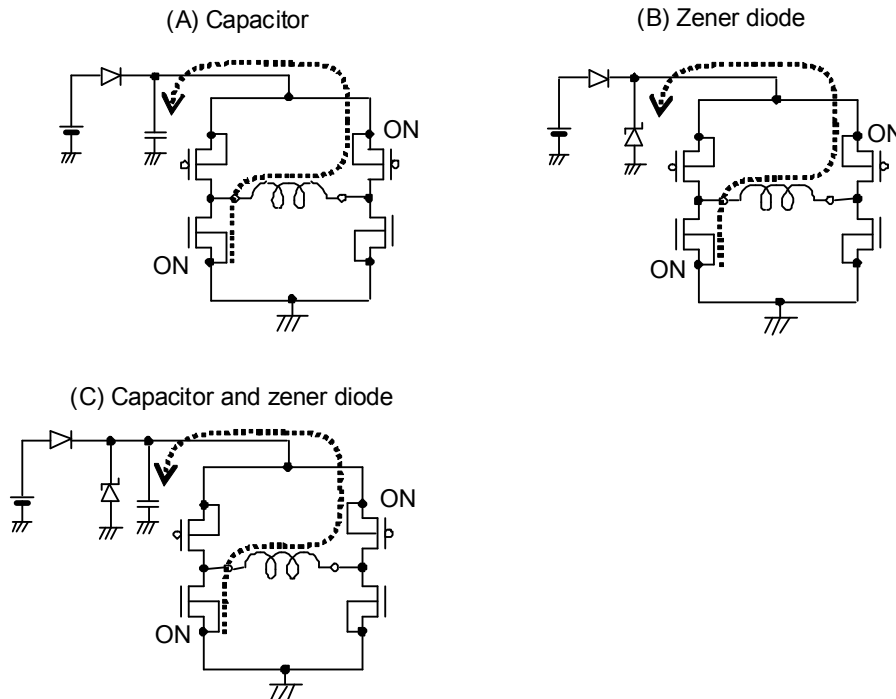 (A) Capacitor
(B) Zener diode
ON
ON
ON
ON
(C) Capacitor and zener diode
ON
ON